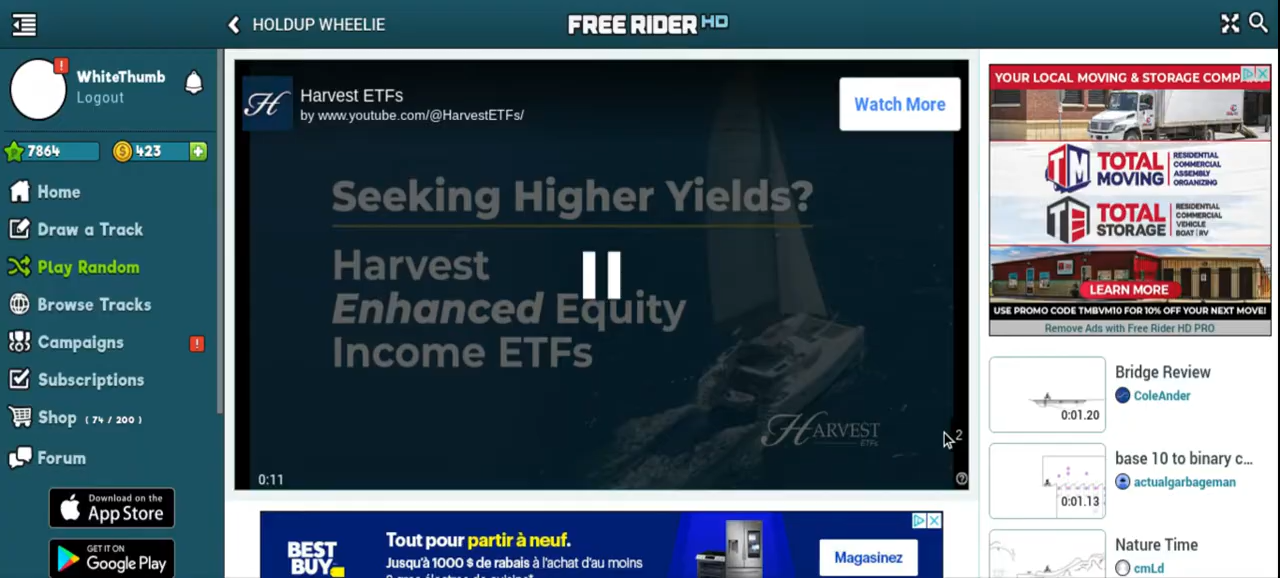 HOLDUP WHEELIE
FREE RIDER HD
WhiteThumb
Logout
7864
423
Home
Draw a Track
Play Random
Browse Tracks
Campaigns
Subscriptions
Shop ( 74 / 200 )
Forum
Download on the
App Store
GET IT ON
Google Play
H
Harvest ETFs
by www.youtube.com/@HarvestETFs/
Watch More
Seeking Higher Yields?
Harvest
Enhanced Equity
Income ETFs
HARVEST
ETFs
2
0:11
BEST
BUY
Tout pour partir à neuf.
Jusqu'à 1000 $ de rabais à l'achat d'au moins
Magasinez
YOUR LOCAL MOVING & STORAGE
TM
TOTAL
MOVING
RESIDENTIAL
COMMERCIAL
ASSEMBLY
ORGANIZING
TOTAL
STORAGE
RESIDENTIAL
COMMERCIAL
VEHICLE
BOAT | RV
LEARN MORE
USE PROMO CODE TMBVM10 FOR 10% OFF YOUR NEXT MOVE!
Remove Ads with Free Rider HD PRO
Bridge Review
ColeAnder
0:01.20
base 10 to binary c...
actualgarbageman
0:01.13
Nature Time
cmLd